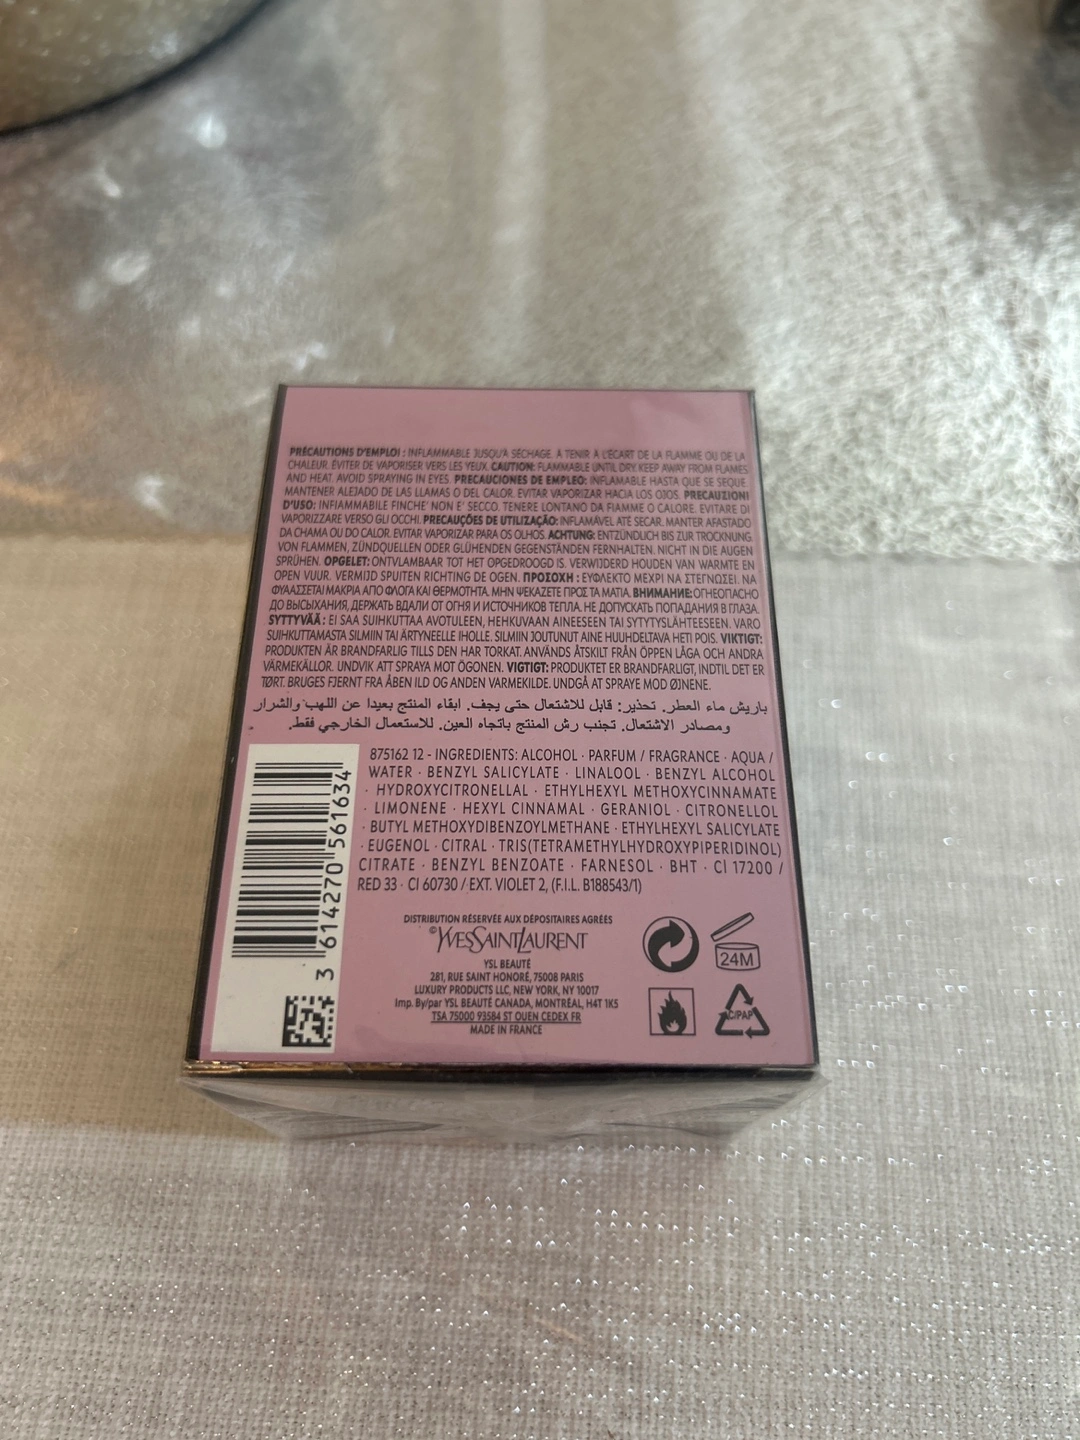 PRÉCAUTIONS D'EMPLOI : INFLAMMABLE JUSQU'À SÉCHAGE. À TENIR À L'ÉCART DE LA FLAMME OU DE LA
CHALEUR. ÉVITER DE VAPORISER VERS LES YEUX. CAUTION: FLAMMABLE UNTIL DRY. KEEP AWAY FROM FLAMES
AND HEAT. AVOID SPRAYING IN EYES. PRECAUCIONES DE EMPLEO: INFLAMABLE HASTA QUE SE SEQUE.
MANTENER ALEJADO DE LAS LLAMAS O DEL CALOR. EVITAR VAPORIZAR HACIA LOS OJOS. PRECAUZIONI
D'USO: INFIAMMABILE FINCHE' NON E' SECCO. TENERE LONTANO DA FIAMME O CALORE. EVITARE DI
VAPORIZZARE VERSO GLI OCCHI. PRECAUÇÕES DE UTILIZAÇÃO: INFLAMÁVEL ATÉ SECAR. MANTER AFASTADO
DA CHAMA OU DO CALOR. EVITAR VAPORIZAR PARA OS OLHOS. ACHTUNG: ENTZÜNDLICH BIS ZUR TROCKNUNG.
VON FLAMMEN, ZÜNDQUELLEN ODER GLÜHENDEN GEGENSTÄNDEN FERNHALTEN. NICHT IN DIE AUGEN
SPRÜHEN. OPGELET: ONTVLAMBAAR TOT HET OPGEDROOGD IS. VERWIJDERD HOUDEN VAN WARMTE EN
OPEN VUUR. VERMIJD SPUITEN RICHTING DE OGEN. ΠΡΟΣΟΧΗ : ΕΥΦΛΕΚΤΟ ΜΕΧΡΙ ΝΑ ΣΤΕΓΝΩΣΕΙ. ΝΑ
ΦΥΛΑΣΣΕΤΑΙ ΜΑΚΡΙΑ ΑΠΟ ΦΛΟΓΑ ΚΑΙ ΘΕΡΜΟΤΗΤΑ. ΜΗΝ ΨΕΚΑΖΕΤΕ ΠΡΟΣ ΤΑ ΜΑΤΙΑ. ВНИМАНИЕ: ОГНЕОПАСНО
ДО ВЫСЫХАНИЯ, ДЕРЖАТЬ ВДАЛИ ОТ ОГНЯ И ИСТОЧНИКОВ ТЕПЛА. НЕ ДОПУСКАТЬ ПОПАДАНИЯ В ГЛАЗА.
SYTTYVÄÄ : EI SAA SUIHKUTTAA AVOTULEEN, HEHKUVAAN AINEESEEN TAI SYTYTYSLÄHTEESEEN. VARO
SUIHKUTTAMASTA SILMIIN TAI ÄRTYNEELLE IHOLLE. SILMIIN JOUTUNUT AINE HUUHDELTAVA HETI POIS. VIKTIGT:
PRODUKTEN ÄR BRANDFARLIG TILLS DEN HAR TORKAT. ANVÄNDS ÅTSKILT FRÅN ÖPPEN LÅGA OCH ANDRA
VÄRMEKÄLLOR. UNDVIK ATT SPRAYA MOT ÖGONEN. VIGTIGT: PRODUKTET ER BRANDFARLIGT, INDTIL DET ER
TØRT. BRUGES FJERNT FRA ÅBEN ILD OG ANDEN VARMEKILDE. UNDGÅ AT SPRAYE MOD ØJNENE.
باريش ماء العطر. تحذير: قابل للاشتعال حتى يجف. ابقاء المنتج بعيدا عن اللهب والشرار
ومصادر الاشتعال. تجنب رش المنتج باتجاه العين. للاستعمال الخارجي فقط.
875162 12 - INGREDIENTS: ALCOHOL · PARFUM / FRAGRANCE · AQUA /
WATER · BENZYL SALICYLATE · LINALOOL · BENZYL ALCOHOL
· HYDROXYCITRONELLAL · ETHYLHEXYL METHOXYCINNAMATE
· LIMONENE · HEXYL CINNAMAL · GERANIOL · CITRONELLOL
· BUTYL METHOXYDIBENZOYLMETHANE · ETHYLHEXYL SALICYLATE
· EUGENOL · CITRAL · TRIS(TETRAMETHYLHYDROXYPIPERIDINOL)
CITRATE · BENZYL BENZOATE · FARNESOL · BHT · CI 17200 /
RED 33 · CI 60730 / EXT. VIOLET 2, (F.I.L. B188543/1)
3 614270 561634
DISTRIBUTION RÉSERVÉE AUX DÉPOSITAIRES AGRÉÉS
©YVESSAINTLAURENT
YSL BEAUTÉ
281, RUE SAINT HONORÉ, 75008 PARIS
LUXURY PRODUCTS LLC, NEW YORK, NY 10017
Imp. By/par YSL BEAUTÉ CANADA, MONTRÉAL, H4T 1K5
TSA 75000 93584 ST OUEN CEDEX FR
MADE IN FRANCE
24M
C/PAP